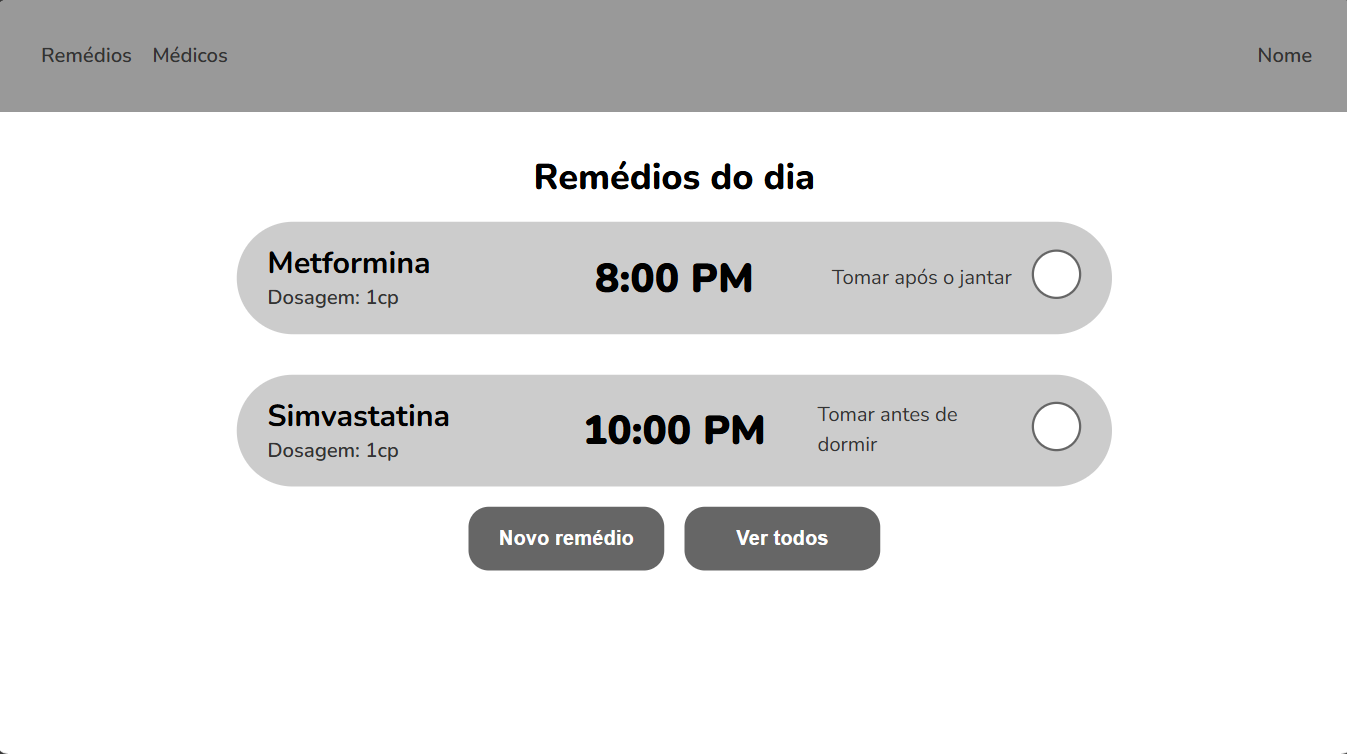 Remédios Médicos Nome
Remédios do dia
Metformina
Dosagem: 1cp
8:00 PM
Tomar após o jantar
Simvastatina
Dosagem: 1cp
10:00 PM
Tomar antes de
dormir
Novo remédio Ver todos